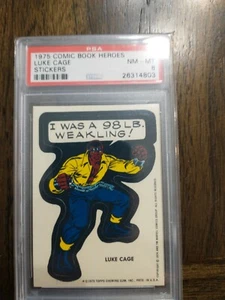 PSA
1975 COMIC BOOK HEROES
LUKE CAGE
STICKERS
NM - MT
8
26314803
I WAS A 98 LB.
WEAKLING!
LUKE CAGE